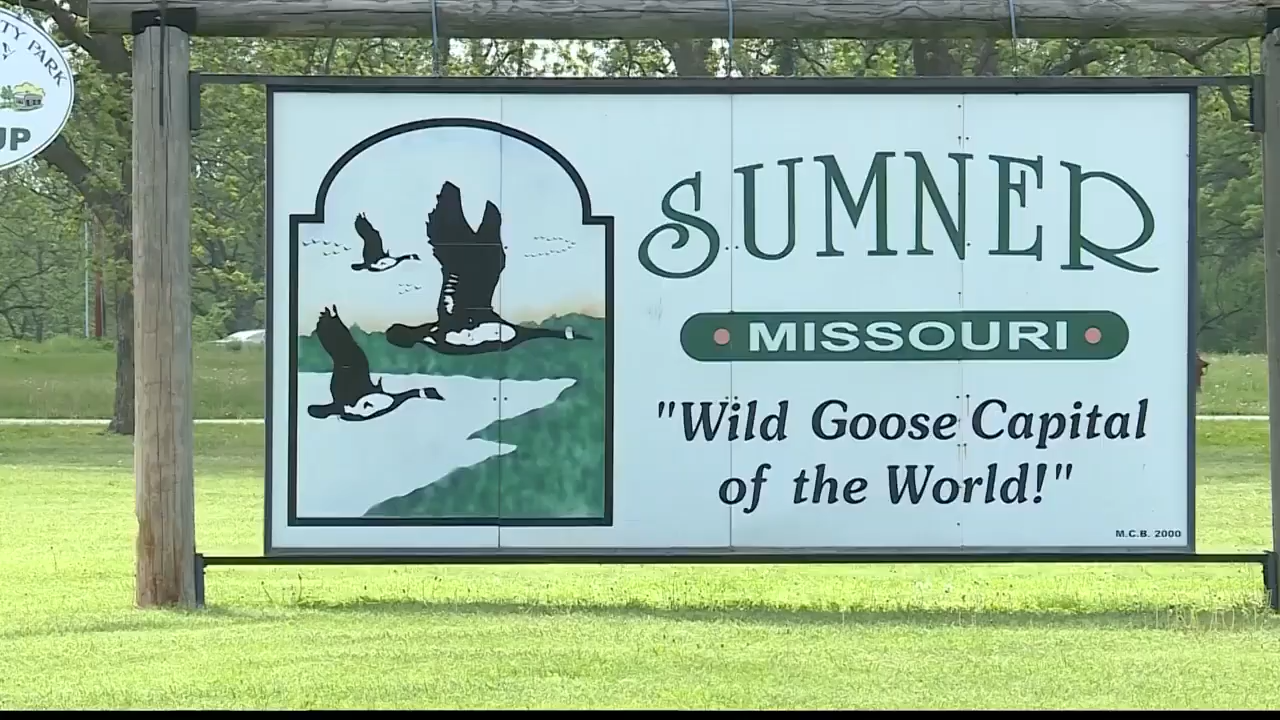 TY PARK
UP
SUMNER
MISSOURI
"Wild Goose Capital
of the World!"
M.C.B. 2000